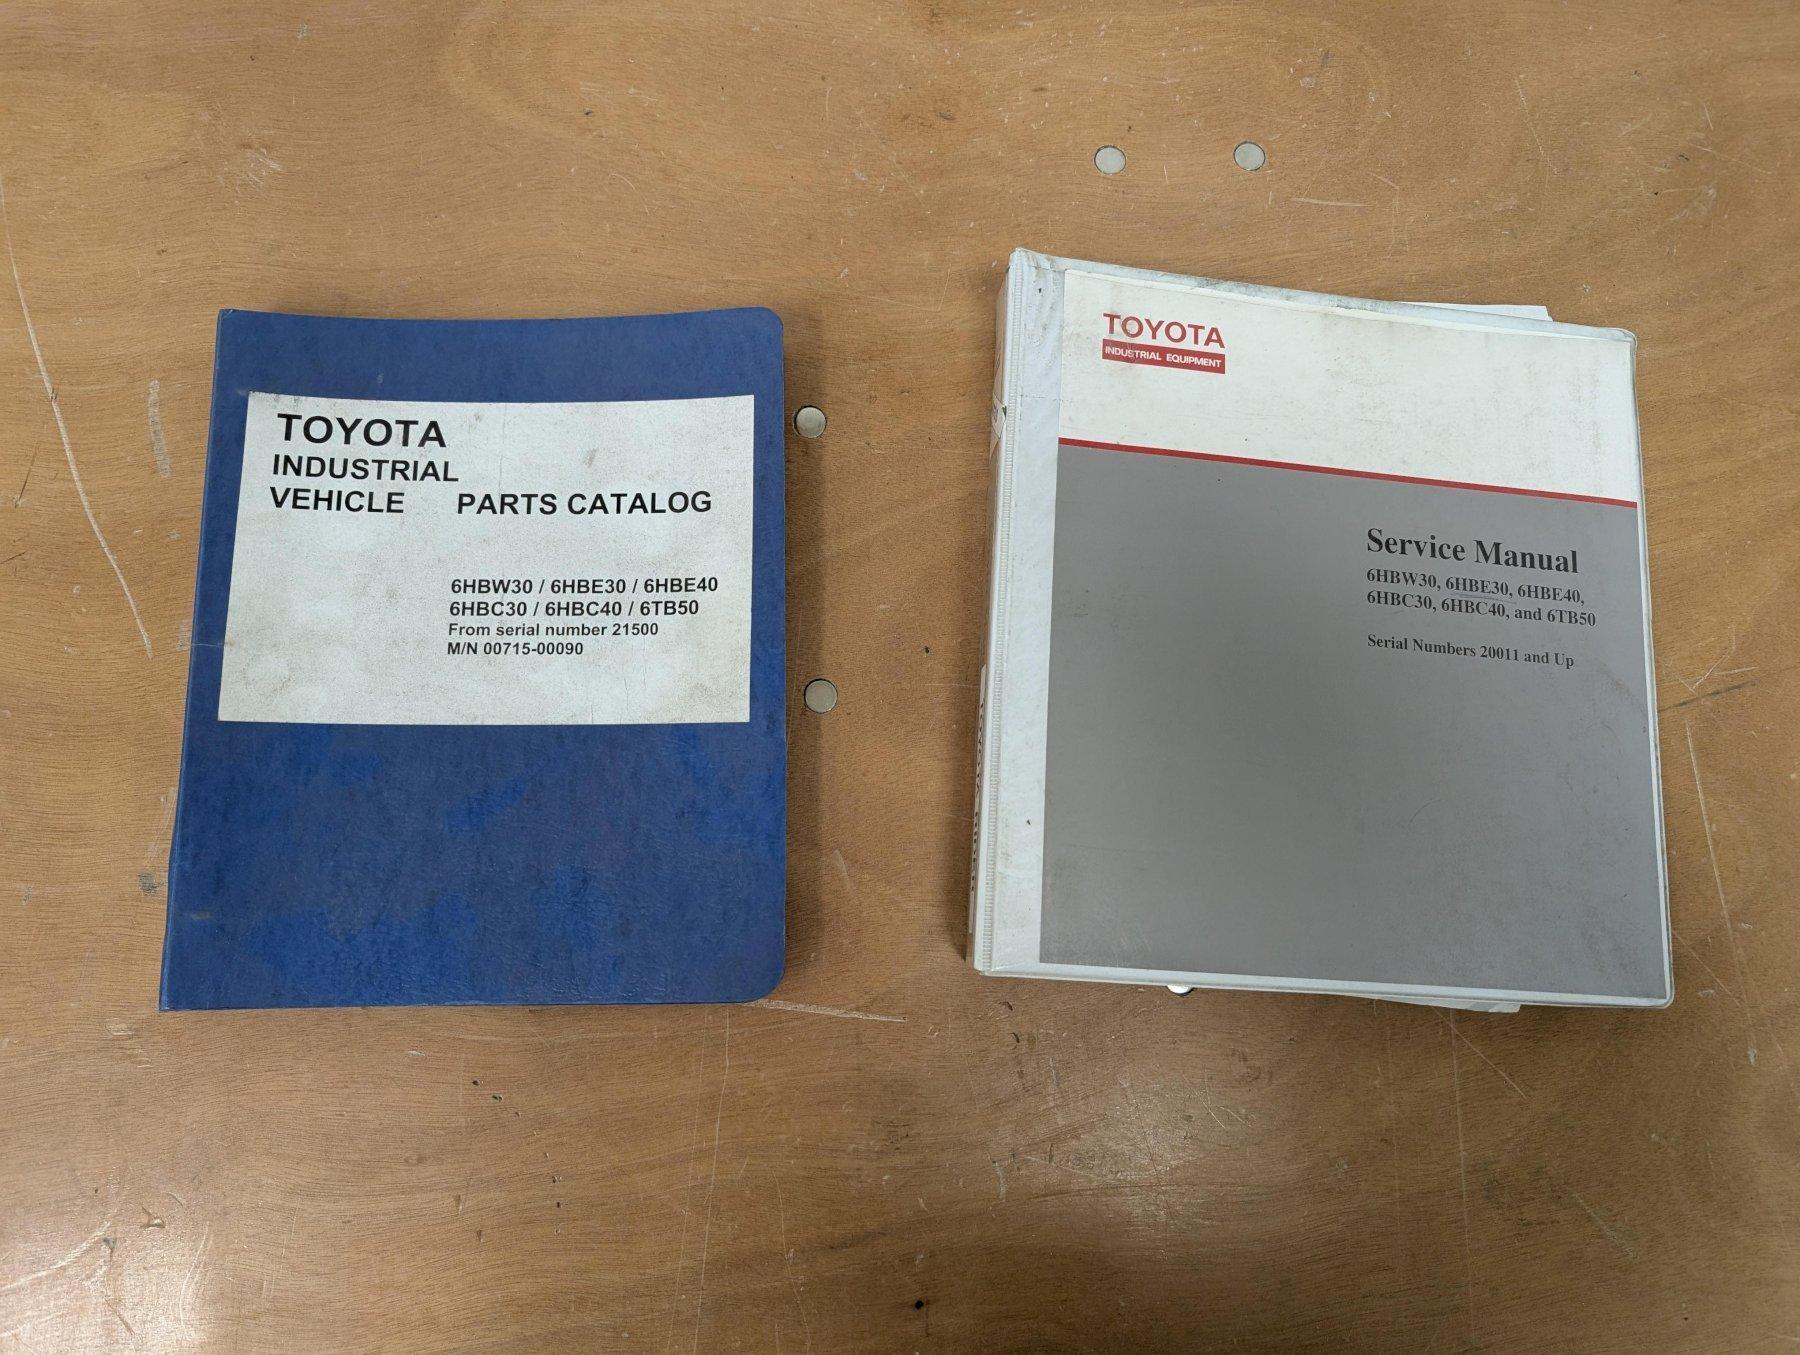 TOYOTA
INDUSTRIAL
VEHICLE PARTS CATALOG
6HBW30 / 6HBE30 / 6HBE40
6HBC30 / 6HBC40 / 6TB50
From serial number 21500
M/N 00715-00090
TOYOTA
INDUSTRIAL EQUIPMENT
Service Manual
6HBW30, 6HBE30, 6HBE40,
6HBC30, 6HBC40, and 6TB50
Serial Numbers 20011 and Up